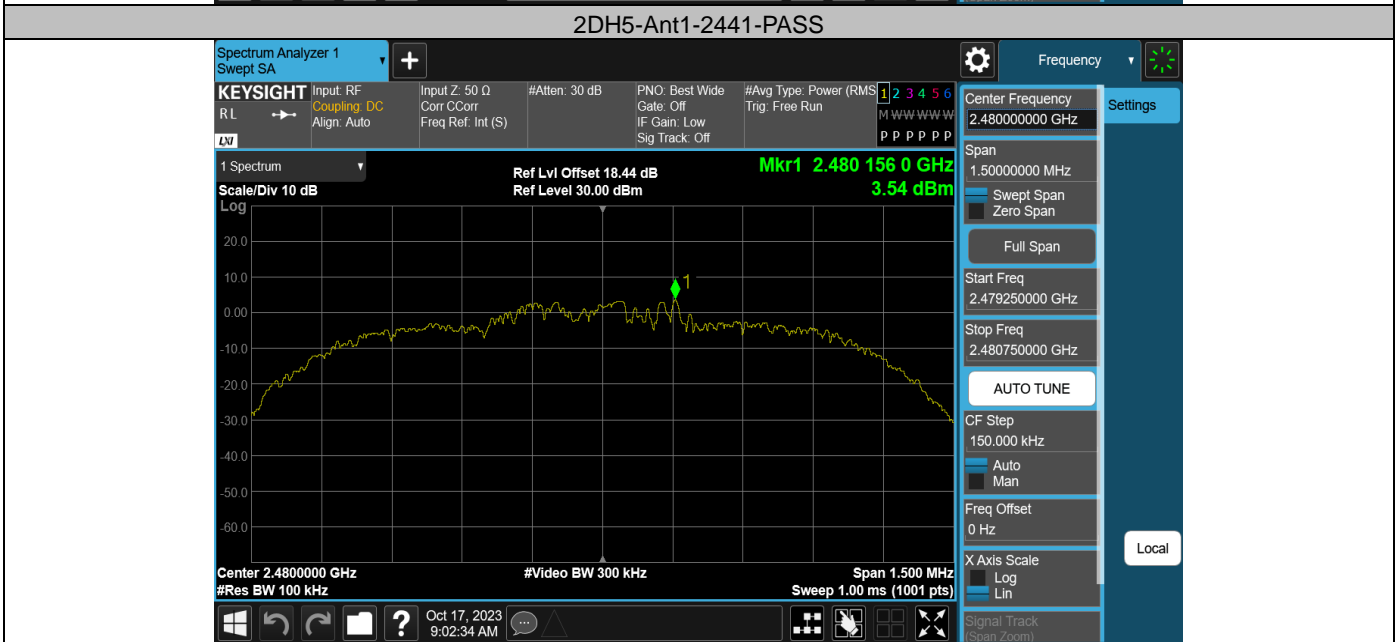 2DH5-Ant1-2441-PASS
Spectrum Analyzer 1
Swept SA
Frequency
KEYSIGHT
RL
LXI
Input: RF
Coupling: DC
Align: Auto
Input Z: 50 Ω
Corr CCorr
Freq Ref: Int (S)
#Atten: 30 dB
PNO: Best Wide
Gate: Off
IF Gain: Low
Sig Track: Off
#Avg Type: Power (RMS
Trig: Free Run
1 2 3 4 5 6
M W W W W W
P P P P P P
1 Spectrum
Scale/Div 10 dB
Log
Ref Lvl Offset 18.44 dB
Ref Level 30.00 dBm
Mkr1 2.480 156 0 GHz
3.54 dBm
20.0
10.0
0.00
-10.0
-20.0
-30.0
-40.0
-50.0
-60.0
1
Center 2.4800000 GHz
#Res BW 100 kHz
#Video BW 300 kHz
Span 1.500 MHz
Sweep 1.00 ms (1001 pts)
?
Oct 17, 2023
9:02:34 AM
Center Frequency
2.480000000 GHz
Settings
Span
1.50000000 MHz
Swept Span
Zero Span
Full Span
Start Freq
2.479250000 GHz
Stop Freq
2.480750000 GHz
AUTO TUNE
CF Step
150.000 kHz
Auto
Man
Freq Offset
0 Hz
X Axis Scale
Log
Lin
Local
Signal Track
(Span Zoom)